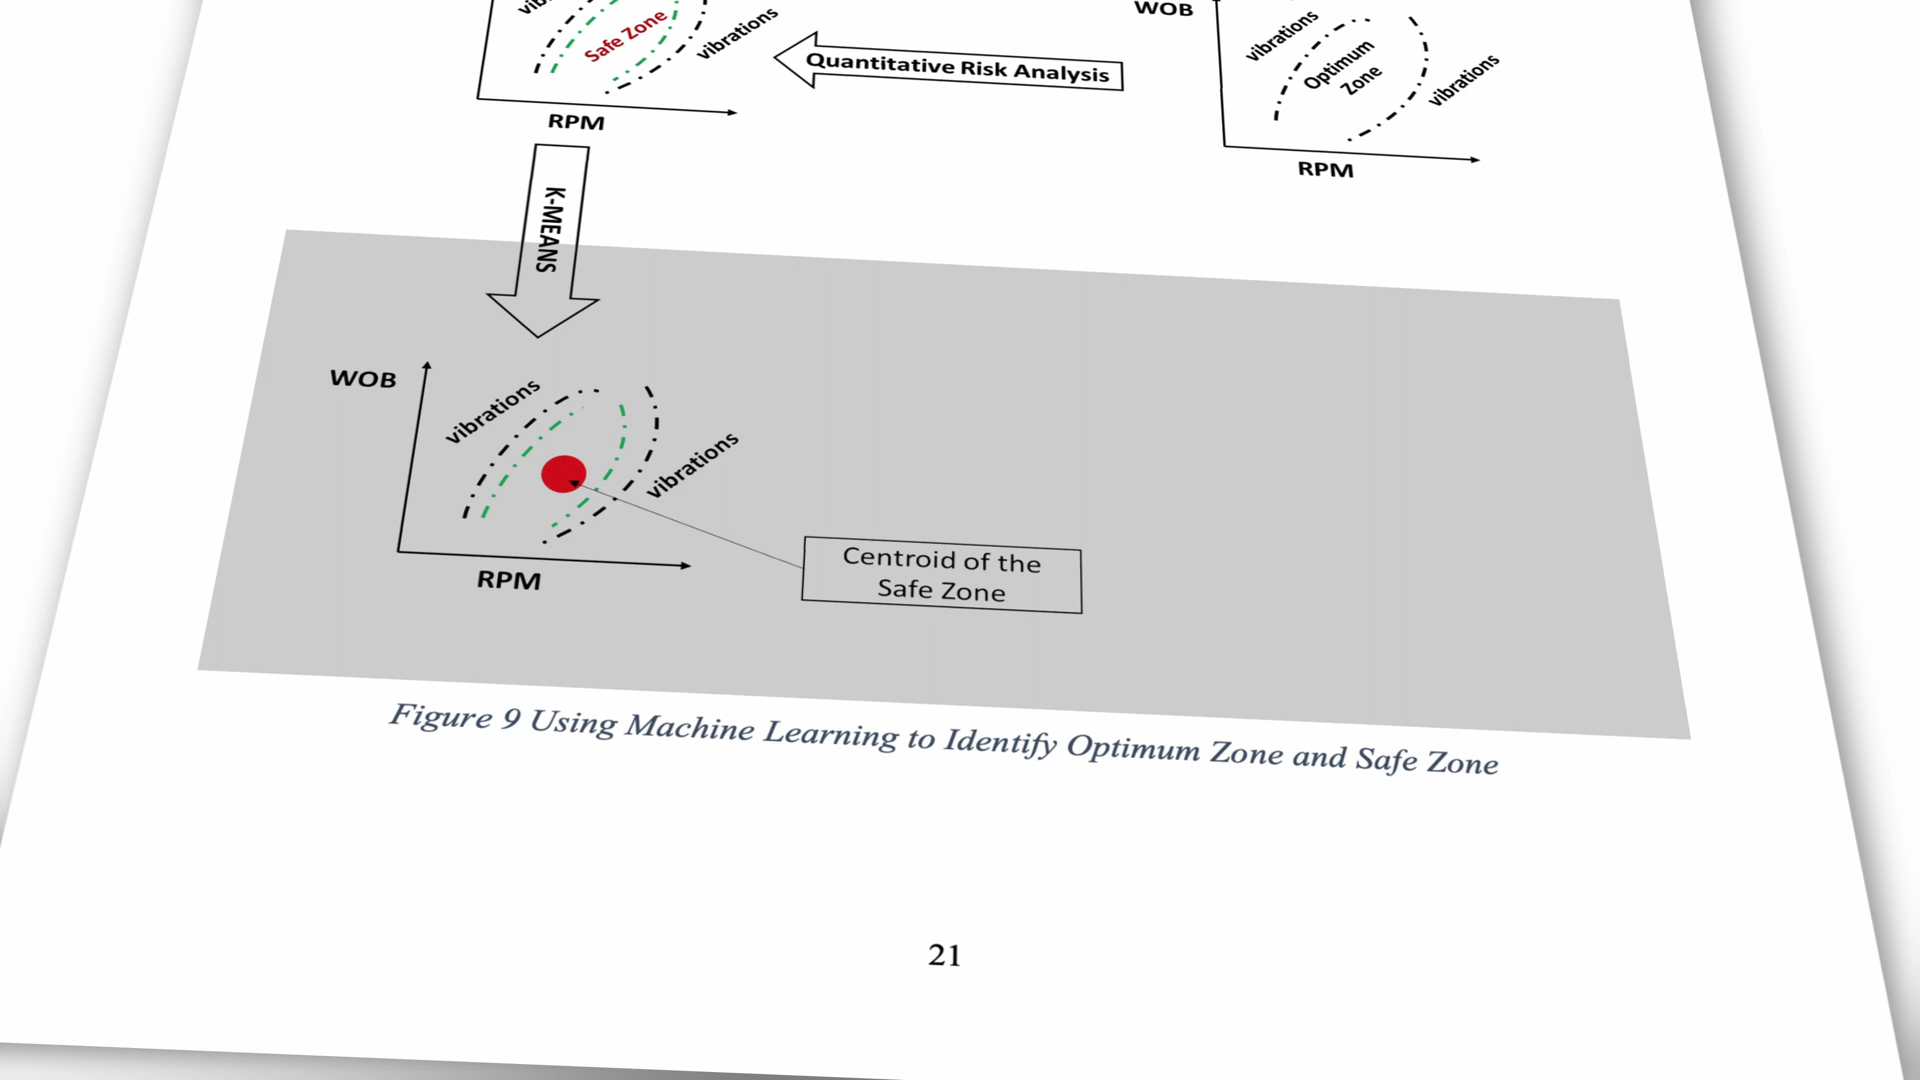 Safe Zone
vibrations
RPM
Quantitative Risk Analysis
WOB
vibrations
Optimum
Zone
vibrations
RPM
K-MEANS
WOB
vibrations
vibrations
RPM
Centroid of the
Safe Zone
Figure 9 Using Machine Learning to Identify Optimum Zone and Safe Zone
21